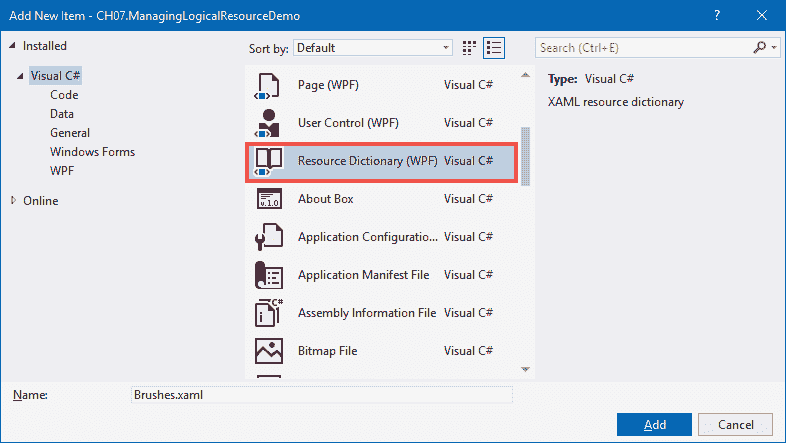 Add New Item - CH07.ManagingLogicalResourceDemo
Installed
Visual C#
Code
Data
General
Windows Forms
WPF
Online
Sort by: Default
Page (WPF) Visual C#
User Control (WPF) Visual C#
Resource Dictionary (WPF) Visual C#
About Box Visual C#
Application Configuratio... Visual C#
Application Manifest File Visual C#
Assembly Information File Visual C#
Bitmap File Visual C#
Search (Ctrl+E)
Type: Visual C#
XAML resource dictionary
Name: Brushes.xaml
Add Cancel